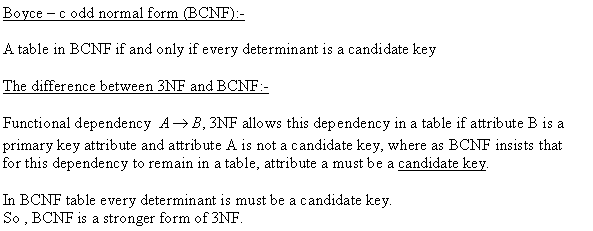 Boyce – c odd normal form (BCNF):-
A table in BCNF if and only if every determinant is a candidate key
The difference between 3NF and BCNF:-
Functional dependency A → B, 3NF allows this dependency in a table if attribute B is a
primary key attribute and attribute A is not a candidate key, where as BCNF insists that
for this dependency to remain in a table, attribute a must be a candidate key.
In BCNF table every determinant is must be a candidate key.
So , BCNF is a stronger form of 3NF.